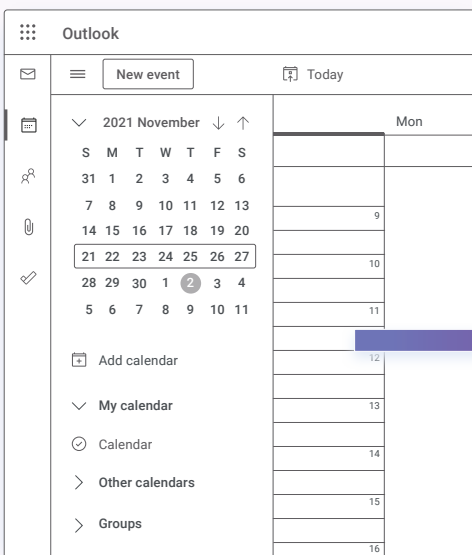 Outlook
New event
Today
2021 November
Mon
S M T W T F S
31 1 2 3 4 5 6
7 8 9 10 11 12 13
14 15 16 17 18 19 20
21 22 23 24 25 26 27
28 29 30 1 2 3 4
5 6 7 8 9 10 11
Add calendar
My calendar
Calendar
Other calendars
Groups
9
10
11
12
13
14
15
16